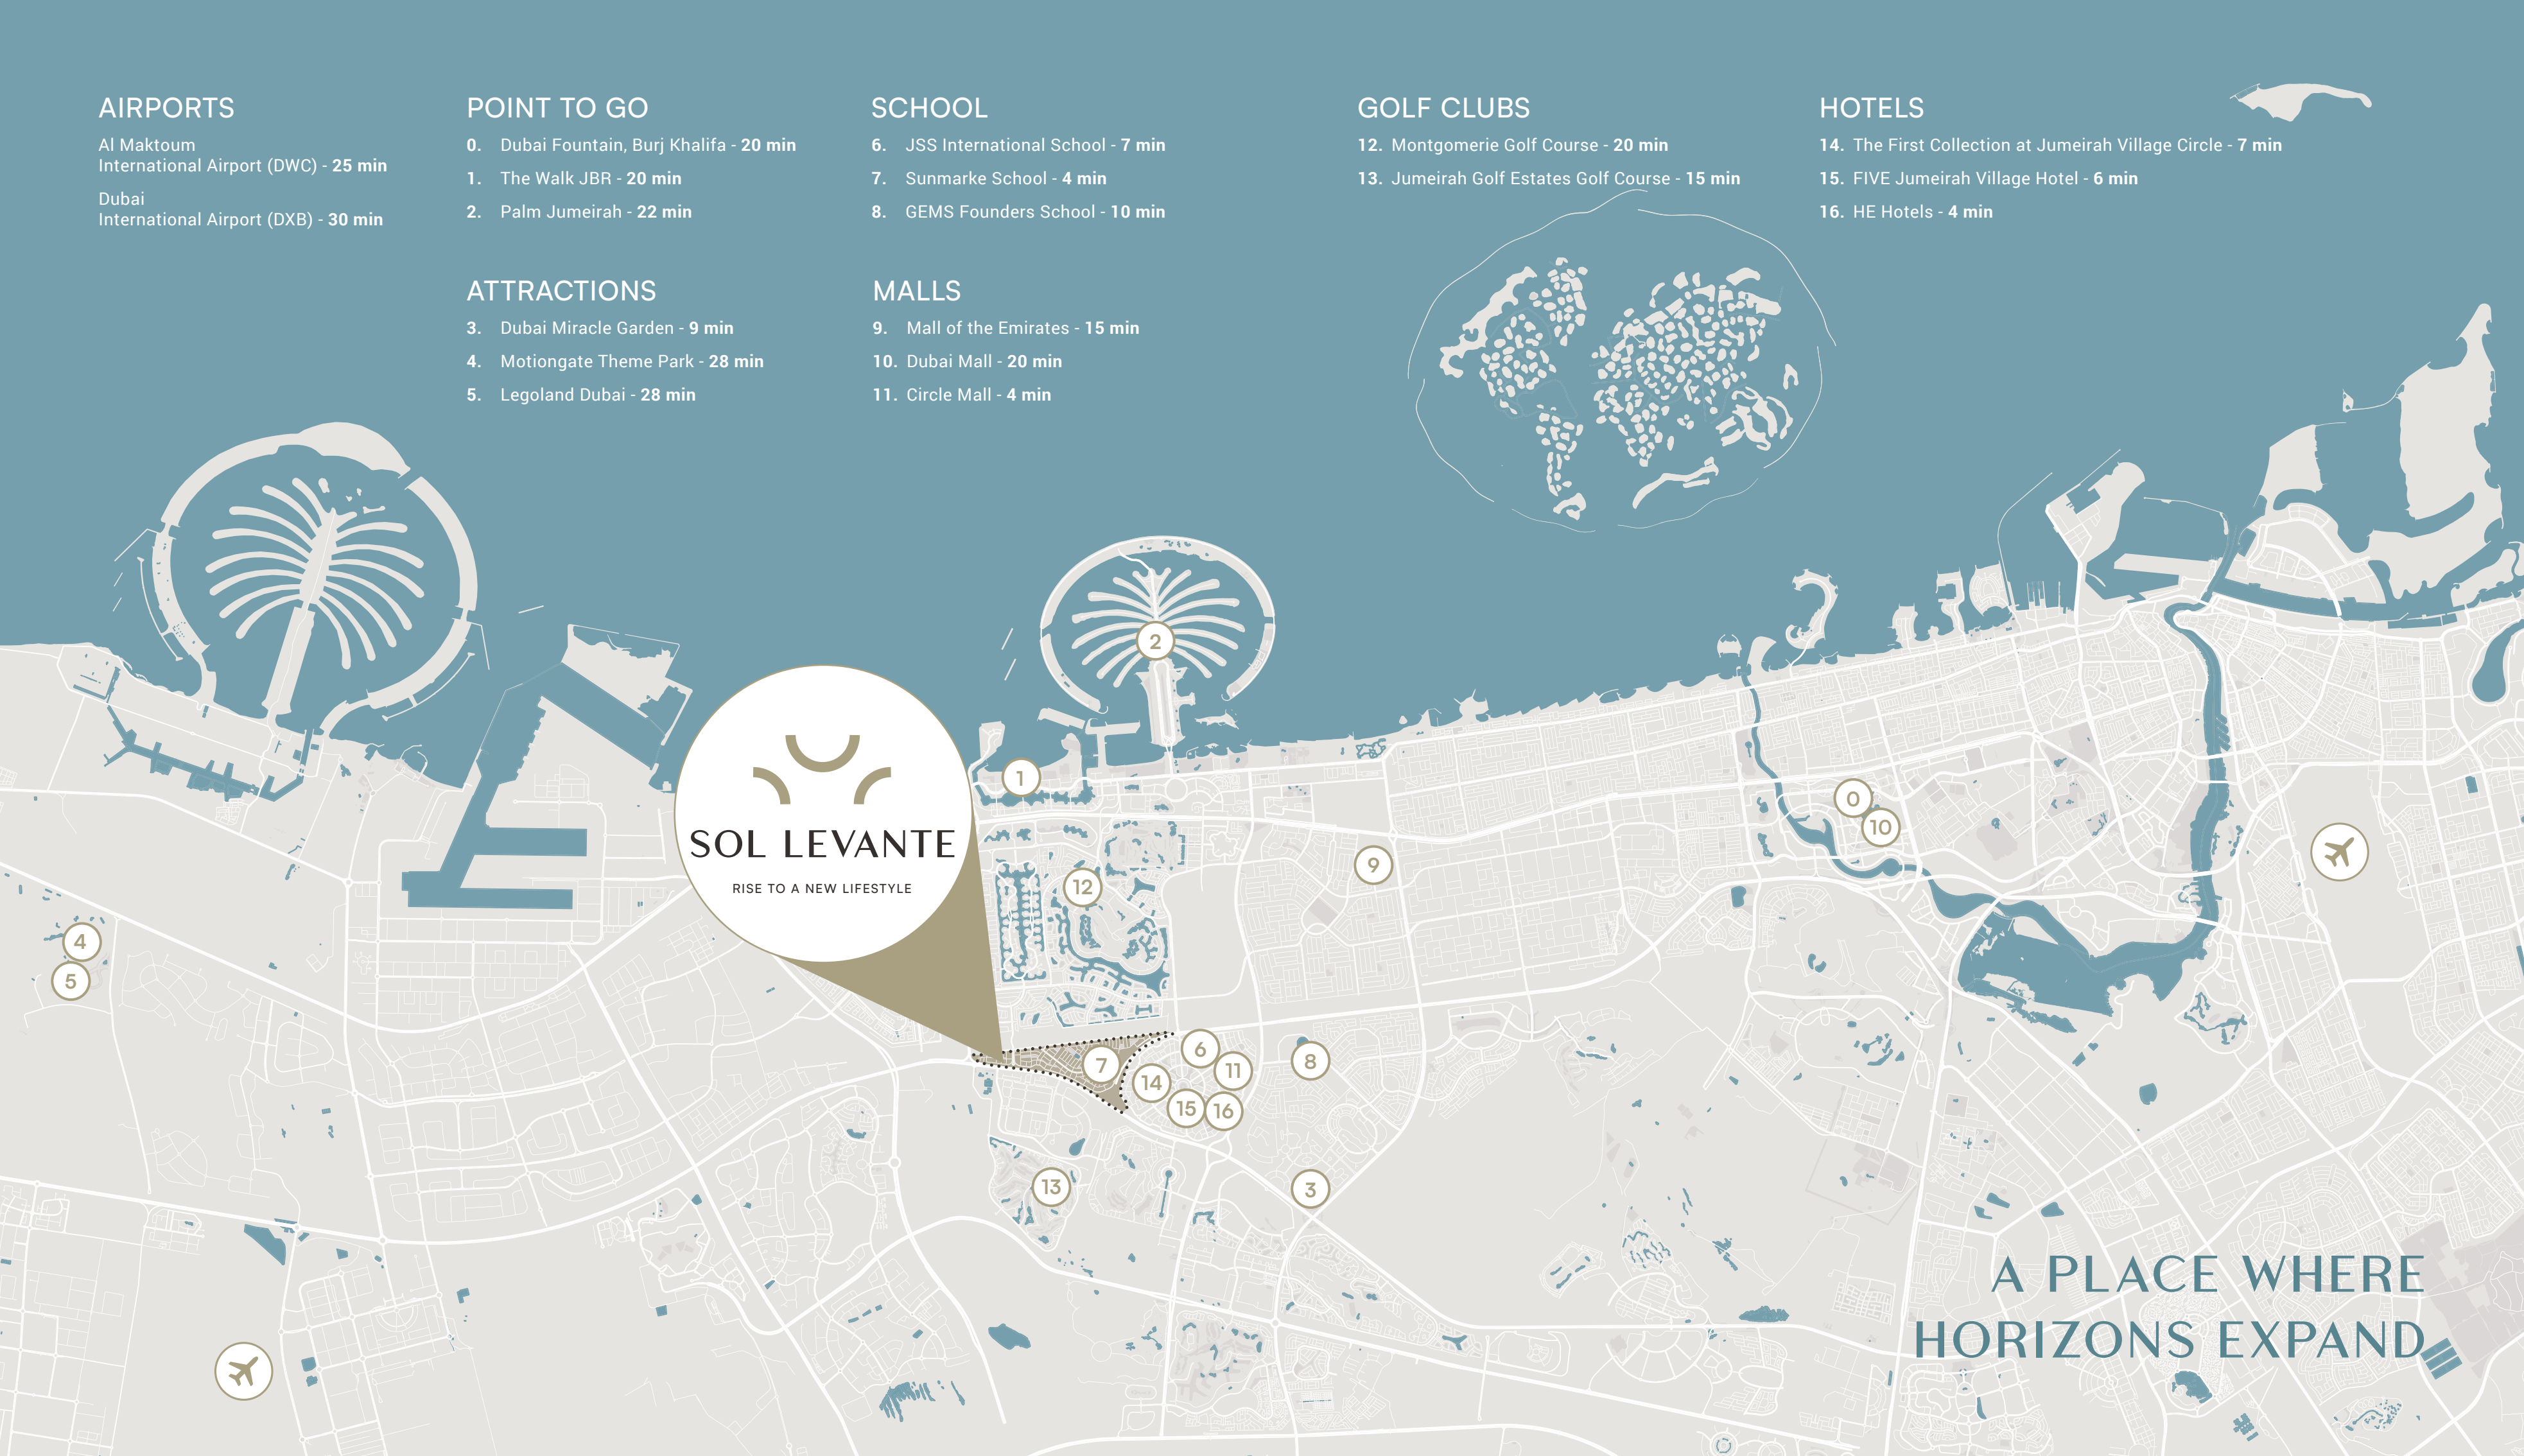 AIRPORTS
Al Maktoum
International Airport (DWC) - 25 min
Dubai
International Airport (DXB) - 30 min
POINT TO GO
0. Dubai Fountain, Burj Khalifa - 20 min
1. The Walk JBR - 20 min
2. Palm Jumeirah - 22 min
ATTRACTIONS
3. Dubai Miracle Garden - 9 min
4. Motiongate Theme Park - 28 min
5. Legoland Dubai - 28 min
SCHOOL
6. JSS International School - 7 min
7. Sunmarke School - 4 min
8. GEMS Founders School - 10 min
MALLS
9. Mall of the Emirates - 15 min
10. Dubai Mall - 20 min
11. Circle Mall - 4 min
GOLF CLUBS
12. Montgomerie Golf Course - 20 min
13. Jumeirah Golf Estates Golf Course - 15 min
HOTELS
14. The First Collection at Jumeirah Village Circle - 7 min
15. FIVE Jumeirah Village Hotel - 6 min
16. HE Hotels - 4 min
2
1
0
10
9
12
4
5
SOL LEVANTE
RISE TO A NEW LIFESTYLE
6
7
8
11
14
15
16
13
3
A PLACE WHERE
HORIZONS EXPAND